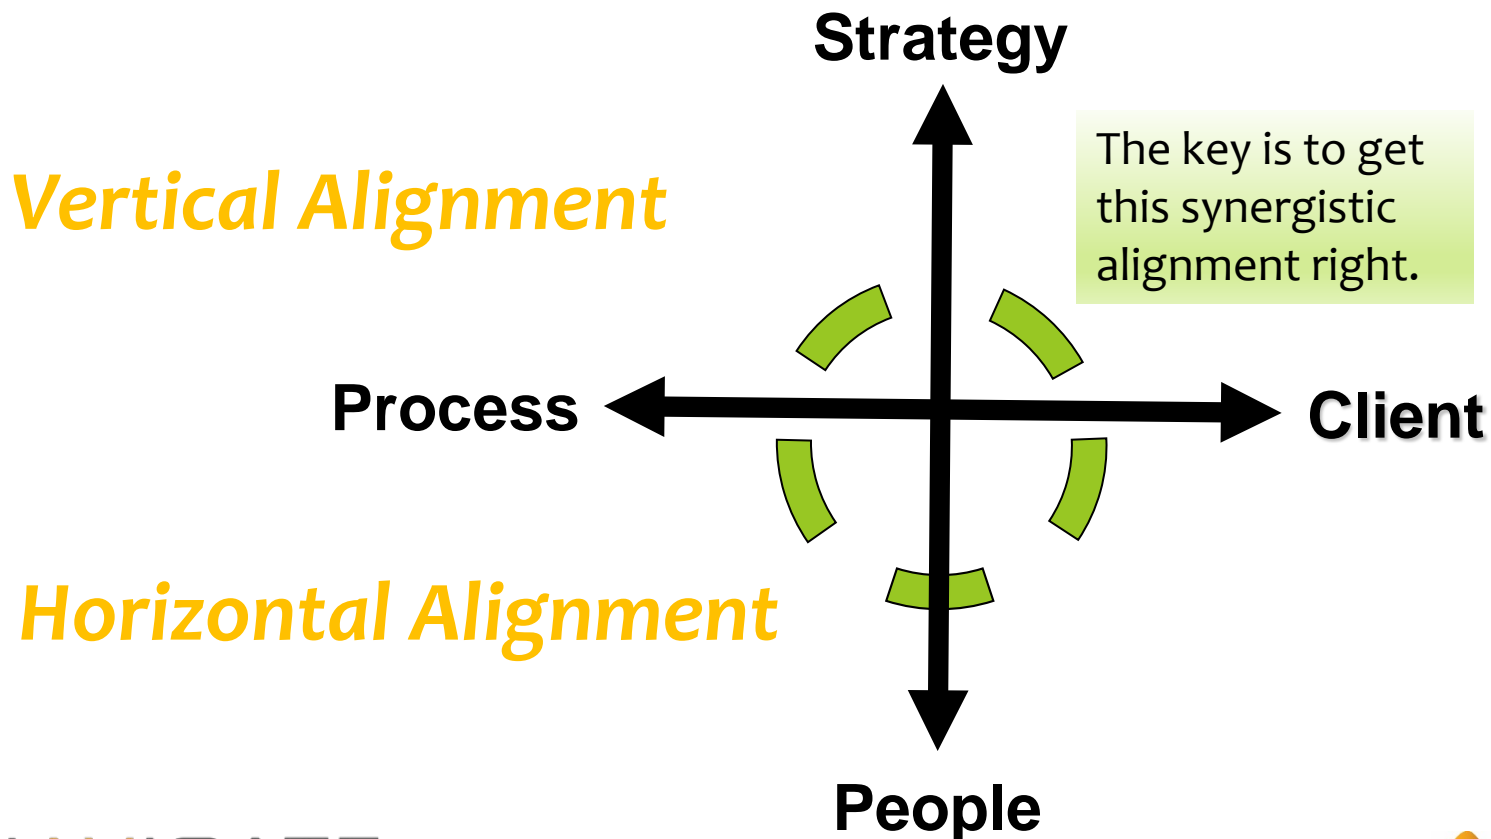 Strategy
The key is to get
this synergistic
alignment right.
Vertical Alignment
Process
Client
Horizontal Alignment
People